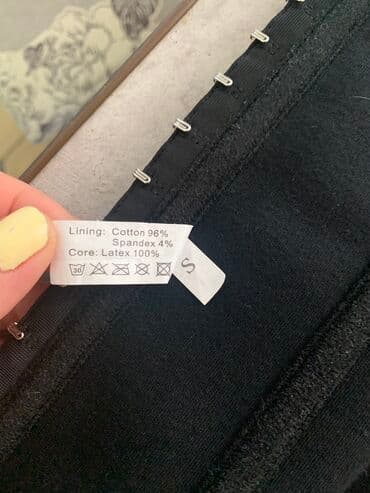 Lining: Cotton 96%
Spandex 4%
Core: Latex 100%
30
S